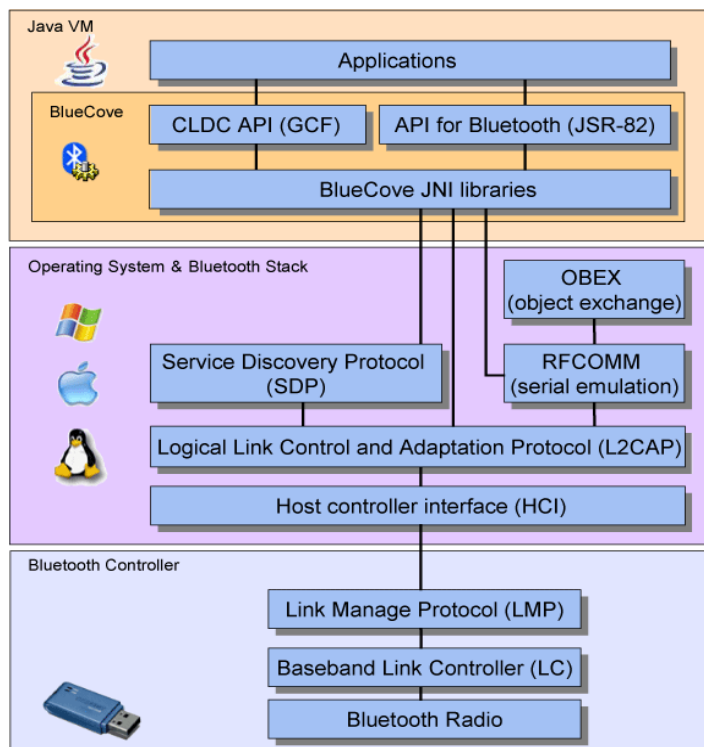 Java VM
Applications
BlueCove
CLDC API (GCF)
API for Bluetooth (JSR-82)
BlueCove JNI libraries
Operating System & Bluetooth Stack
OBEX
(object exchange)
Service Discovery Protocol
(SDP)
RFCOMM
(serial emulation)
Logical Link Control and Adaptation Protocol (L2CAP)
Host controller interface (HCI)
Bluetooth Controller
Link Manage Protocol (LMP)
Baseband Link Controller (LC)
Bluetooth Radio